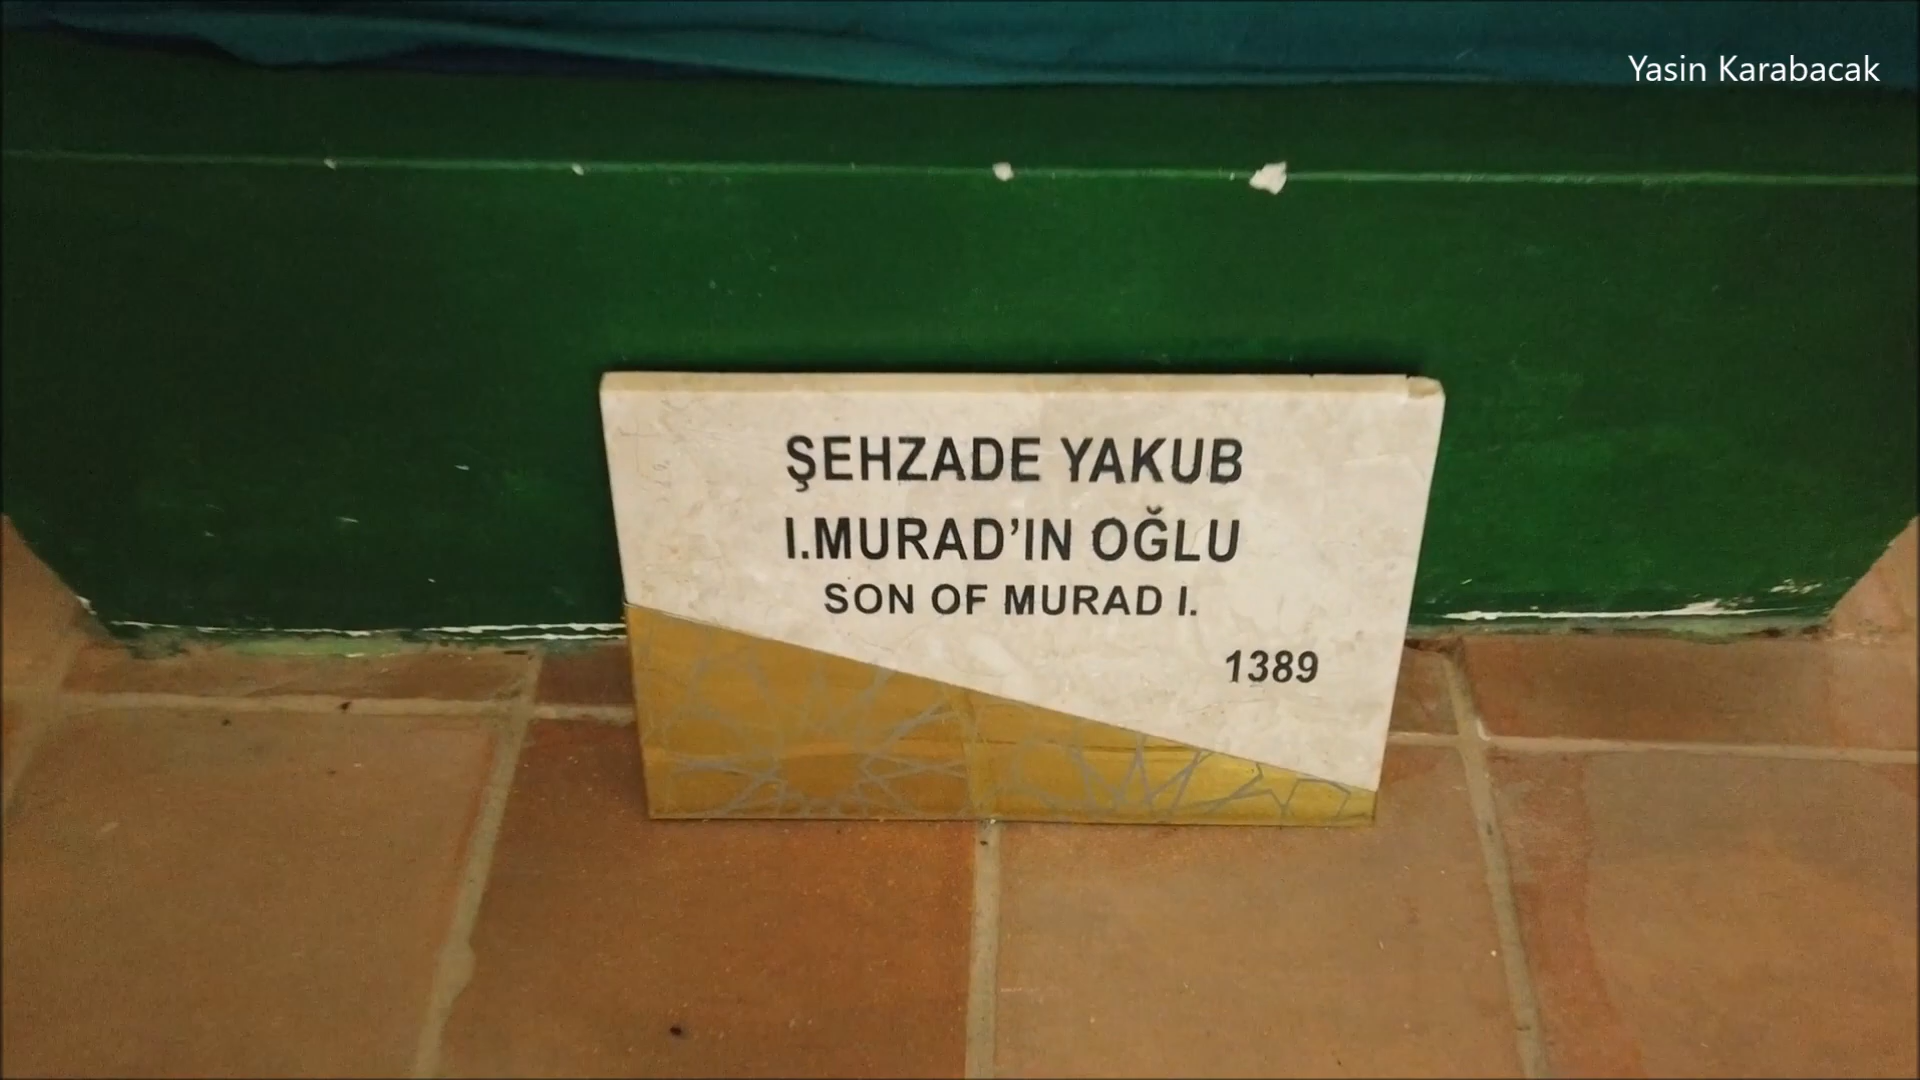 Yasin Karabacak
ŞEHZADE YAKUB
I.MURAD'IN OĞLU
SON OF MURAD I.
1389